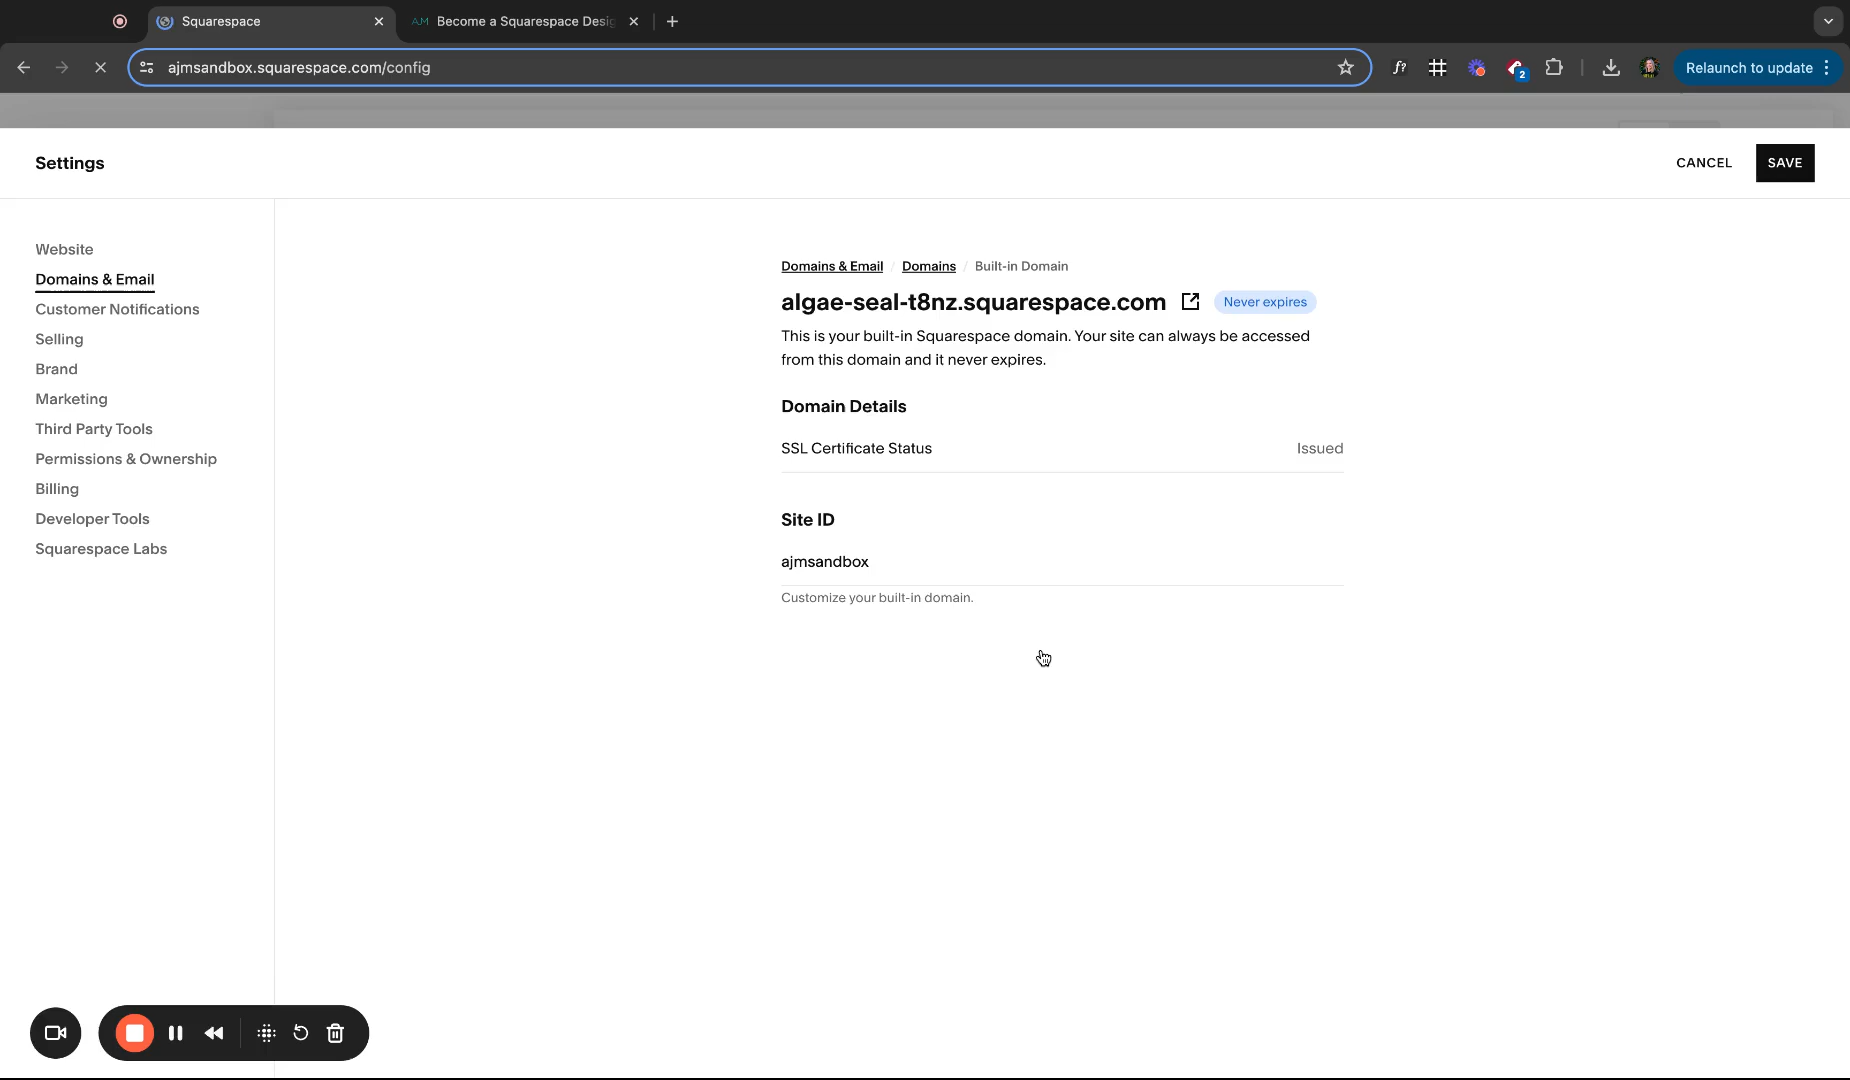 Squarespace
AM Become a Squarespace Desig
ajmsandbox.squarespace.com/config
f?
2
Relaunch to update
Settings
CANCEL
SAVE
Website
Domains & Email
Customer Notifications
Selling
Brand
Marketing
Third Party Tools
Permissions & Ownership
Billing
Developer Tools
Squarespace Labs
Domains & Email / Domains / Built-in Domain
algae-seal-t8nz.squarespace.com Never expires
This is your built-in Squarespace domain. Your site can always be accessed
from this domain and it never expires.
Domain Details
SSL Certificate Status Issued
Site ID
ajmsandbox
Customize your built-in domain.